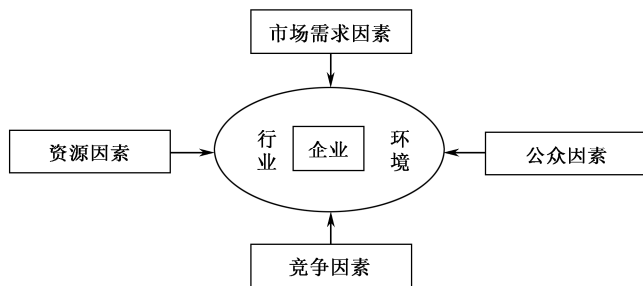 市场需求因素
资源因素
行业
企业
环境
公众因素
竞争因素